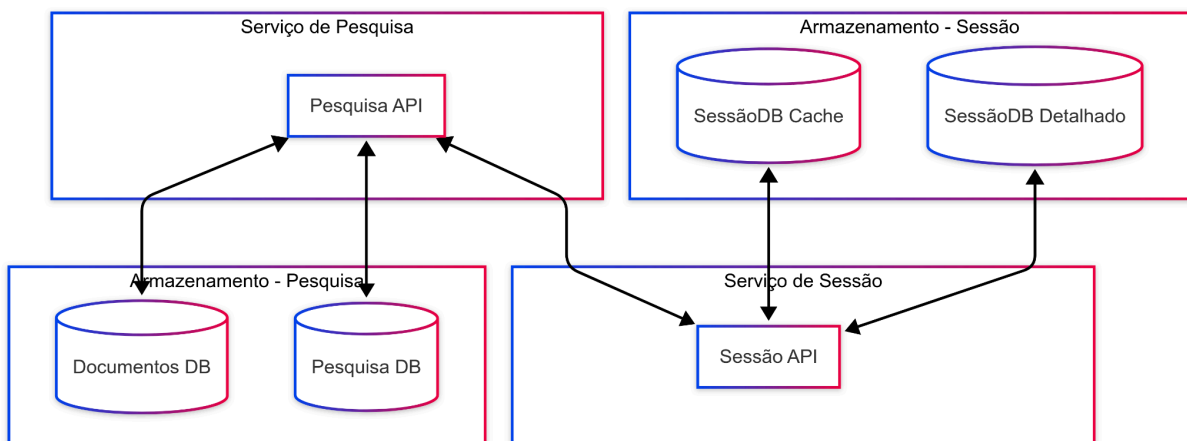 Serviço de Pesquisa
Armazenamento - Sessão
Pesquisa API
SessãoDB Cache
SessãoDB Detalhado
Armazenamento - Pesquisa
Serviço de Sessão
Documentos DB
Pesquisa DB
Sessão API